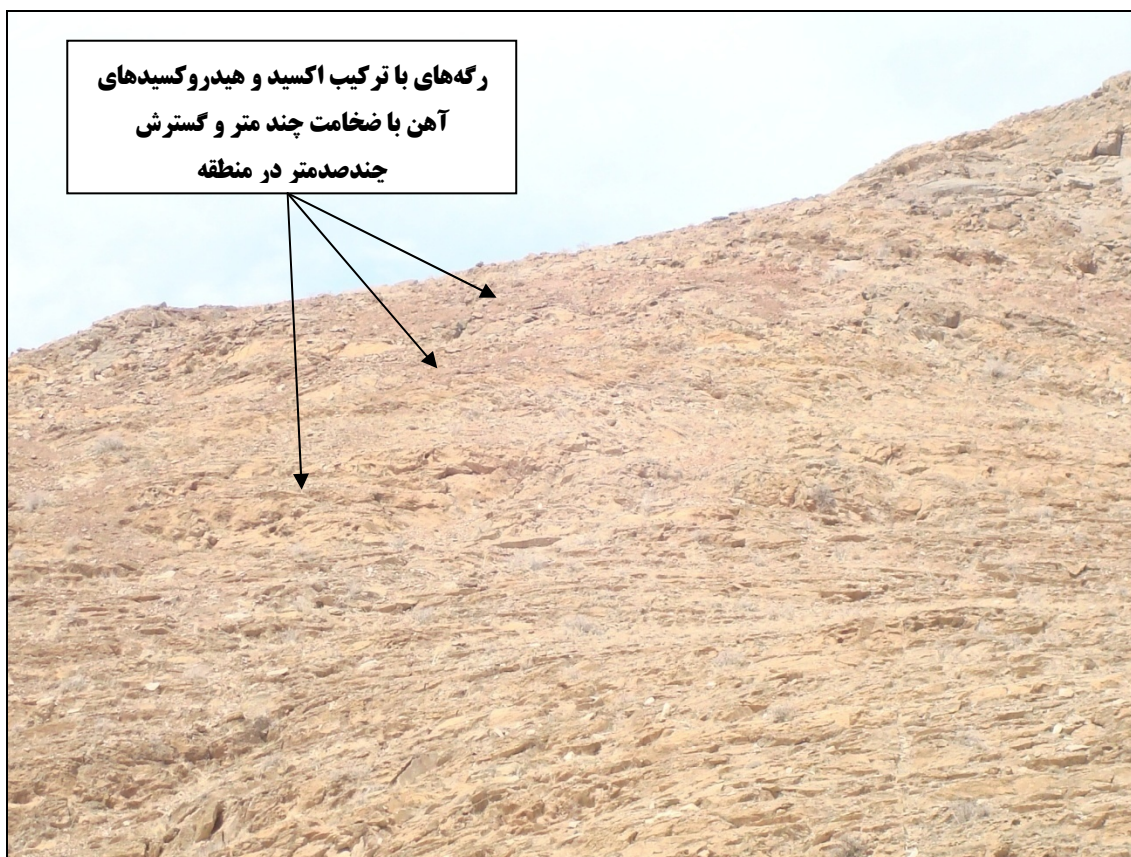 رگه‌های با ترکیب اکسید و هیدروکسیدهای
آهن با ضخامت چند متر و گسترش
چندصدمتر در منطقه